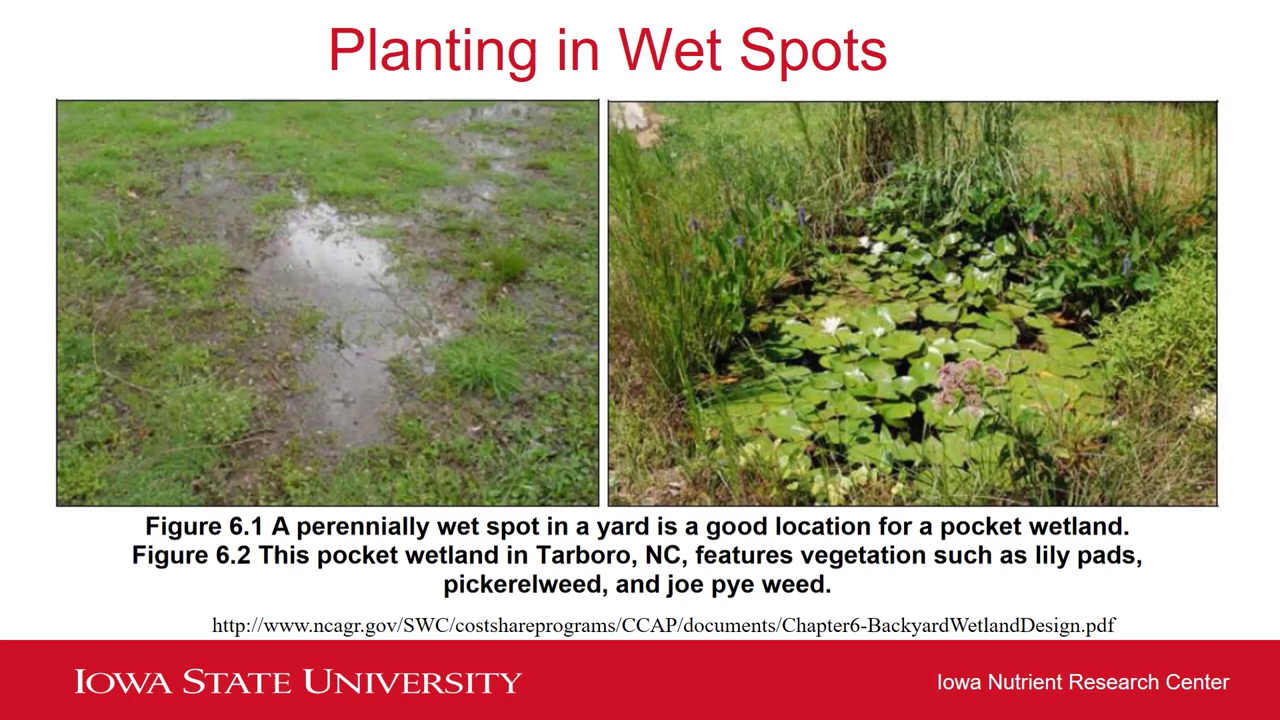 Planting in Wet Spots
Figure 6.1 A perennially wet spot in a yard is a good location for a pocket wetland.
Figure 6.2 This pocket wetland in Tarboro, NC, features vegetation such as lily pads,
pickerelweed, and joe pye weed.
http://www.ncagr.gov/SWC/costshareprograms/CCAP/documents/Chapter6-BackyardWetlandDesign.pdf
IOWA STATE UNIVERSITY
Iowa Nutrient Research Center